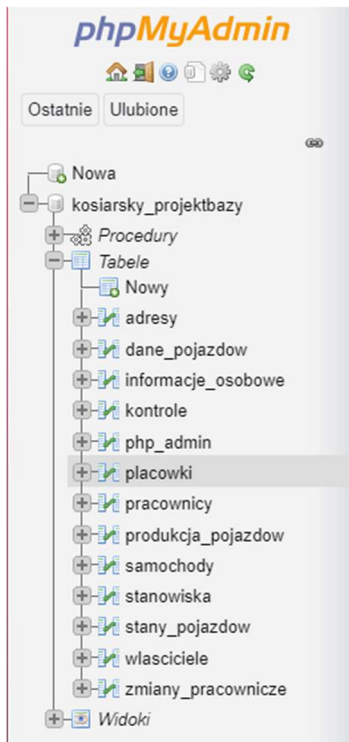 phpMyAdmin
Ostatnie Ulubione
Nowa
kosiarsky_projektbazy
Procedury
Tabele
Nowy
adresy
dane_pojazdow
informacje_osobowe
kontrole
php_admin
placowki
pracownicy
produkcja_pojazdow
samochody
stanowiska
stany_pojazdow
wlasciciele
zmiany_pracownicze
Widoki